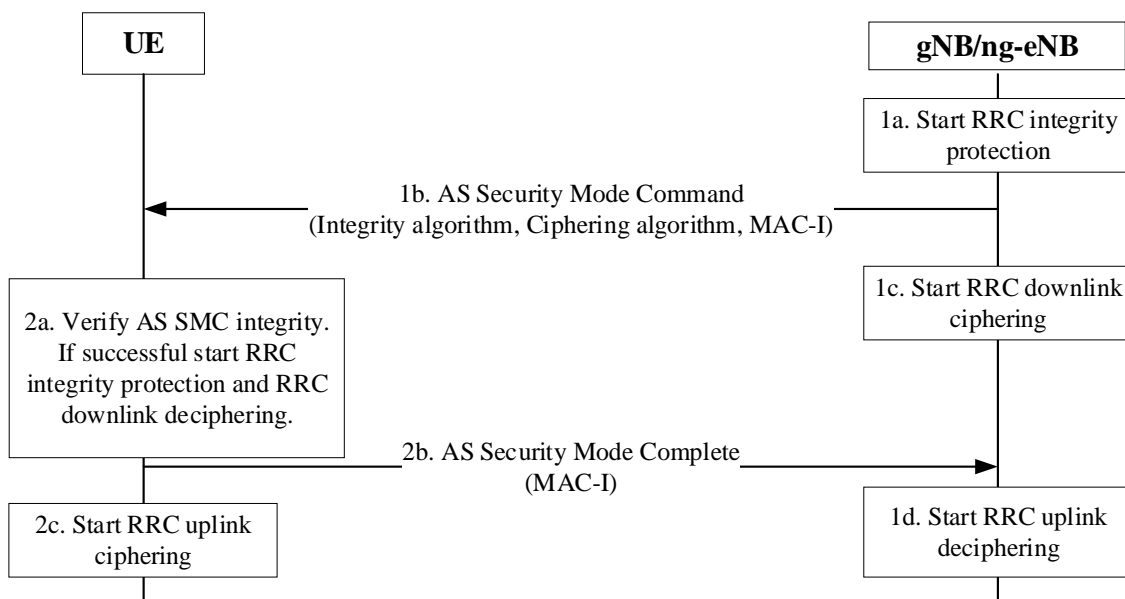 UE
gNB/ng-eNB
1a. Start RRC integrity
protection
1b. AS Security Mode Command
(Integrity algorithm, Ciphering algorithm, MAC-I)
1c. Start RRC downlink
ciphering
2a. Verify AS SMC integrity.
If successful start RRC
integrity protection and RRC
downlink deciphering.
2b. AS Security Mode Complete
(MAC-I)
2c. Start RRC uplink
ciphering
1d. Start RRC uplink
deciphering